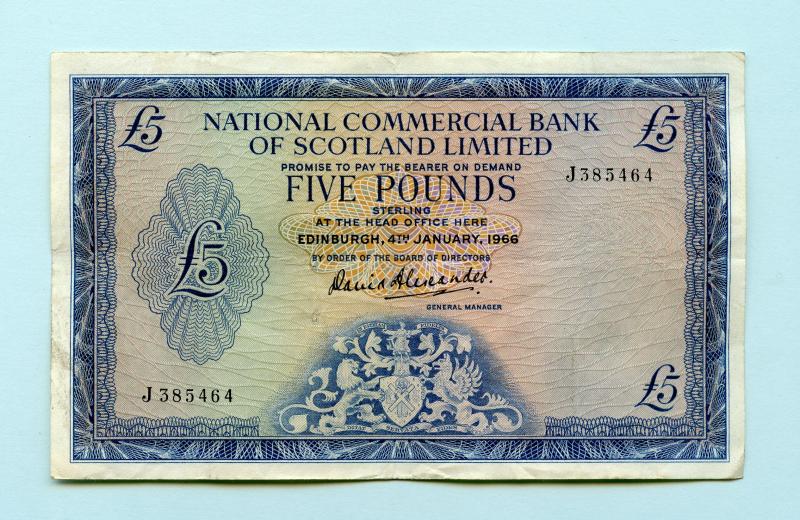 £5
£5
NATIONAL COMMERCIAL BANK
OF SCOTLAND LIMITED
PROMISE TO PAY THE BEARER ON DEMAND
J 385464
FIVE POUNDS
STERLING
AT THE HEAD OFFICE HERE
EDINBURGH, 4TH JANUARY, 1966
BY ORDER OF THE BOARD OF DIRECTORS
£5
David Alexander.
GENERAL MANAGER
J 385464
£5